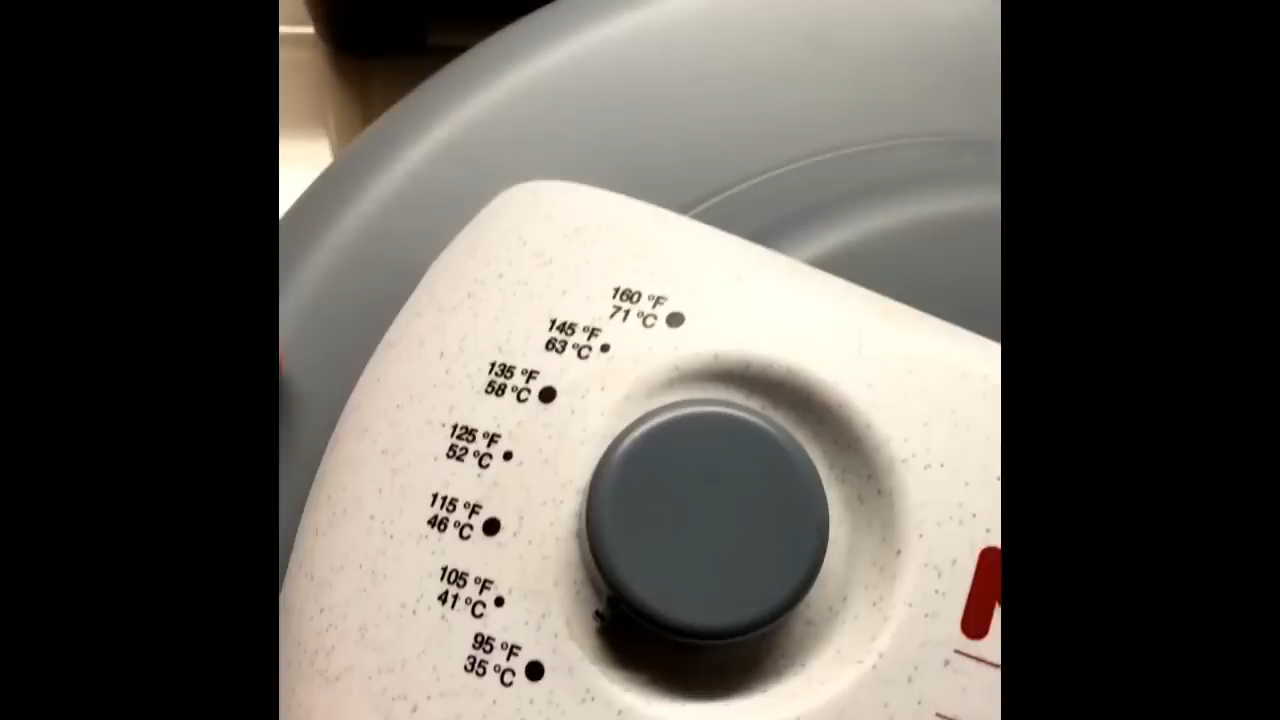 160 °F
71 °C
145 °F
63 °C
135 °F
58 °C
125 °F
52 °C
115 °F
46 °C
105 °F
41 °C
95 °F
35 °C